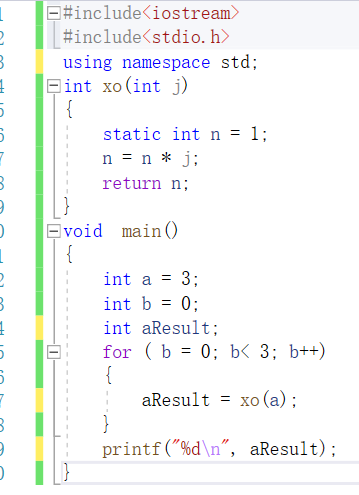 1 #include<iostream>
2 #include<stdio.h>
3 using namespace std;
4 int xo(int j)
5 {
6 static int n = 1;
7 n = n * j;
8 return n;
9 }
0 void main()
1 {
2 int a = 3;
3 int b = 0;
4 int aResult;
5 for ( b = 0; b< 3; b++)
6 {
7 aResult = xo(a);
8 }
9 printf("%d\n", aResult);
0 }